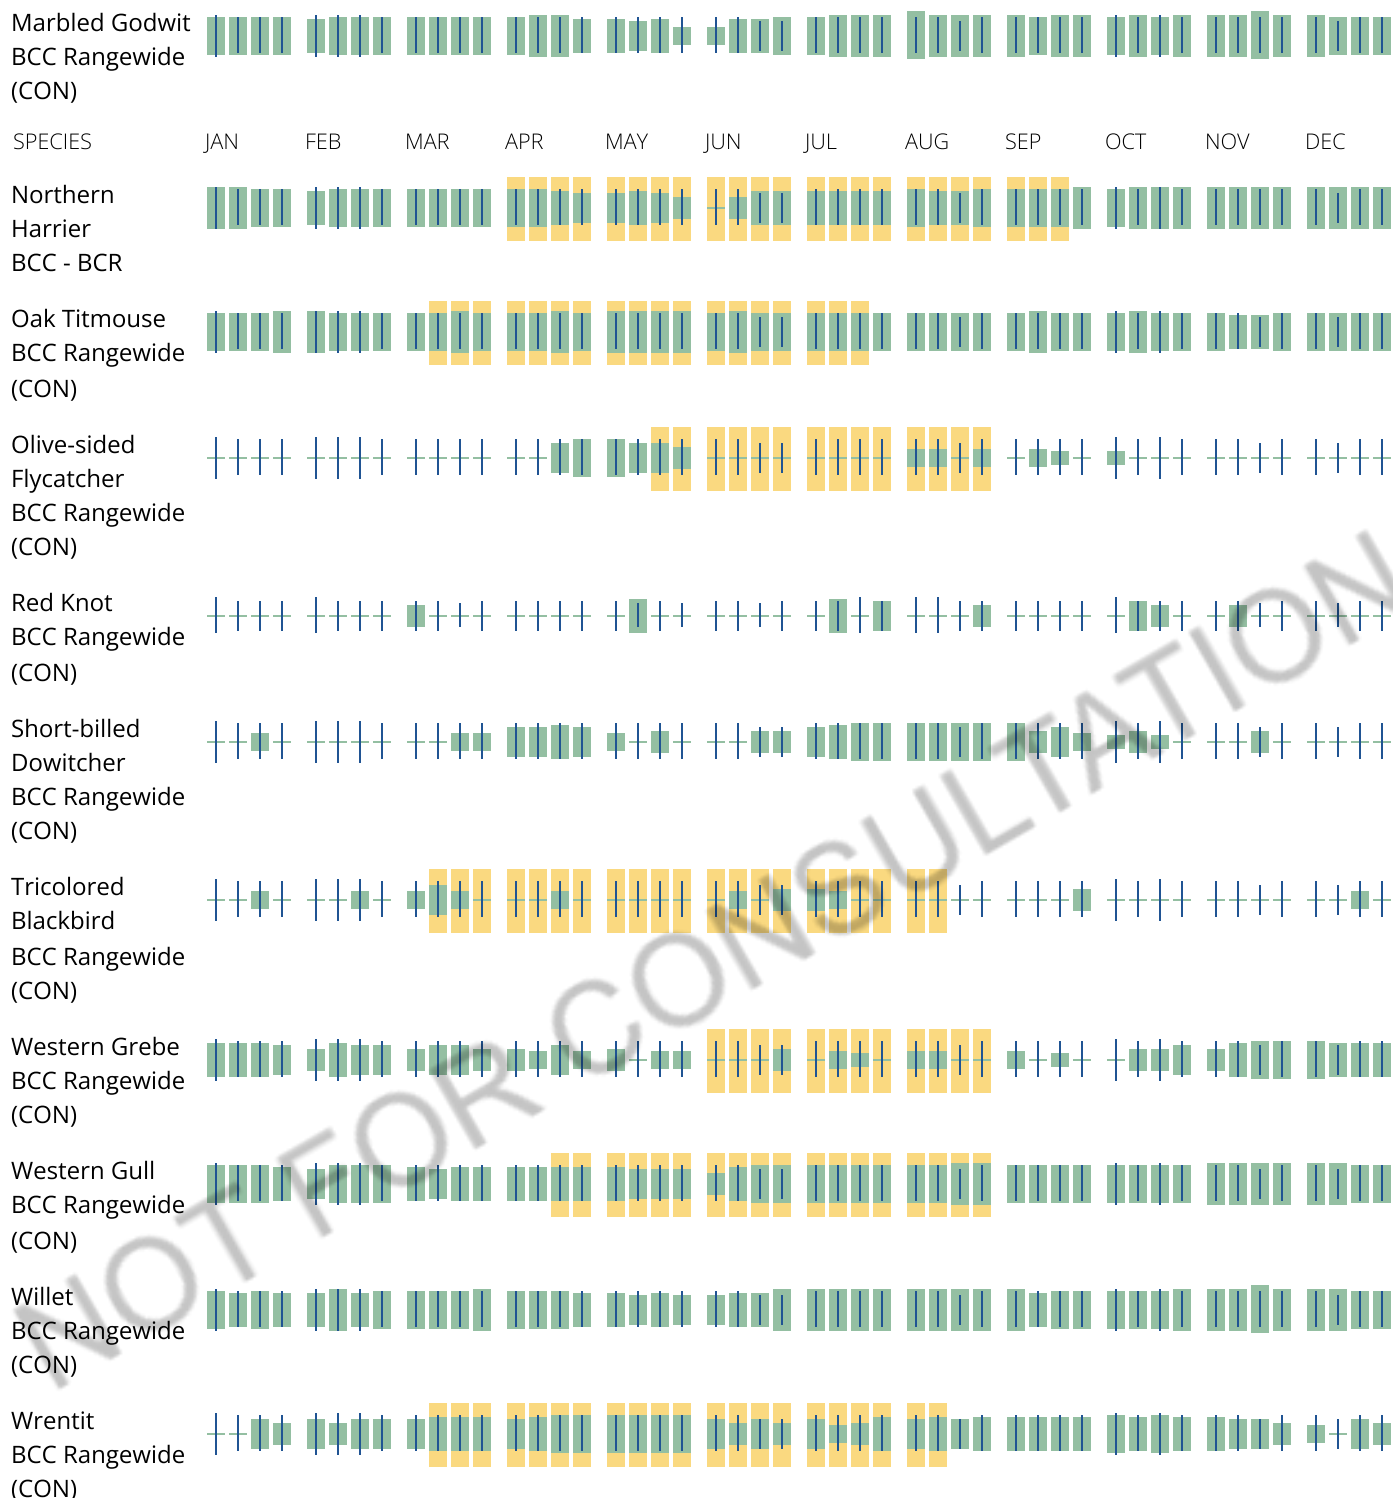 Marbled Godwit
BCC Rangewide
(CON)
SPECIES JAN FEB MAR APR MAY JUN JUL AUG SEP OCT NOV DEC
Northern
Harrier
BCC - BCR
Oak Titmouse
BCC Rangewide
(CON)
Olive-sided
Flycatcher
BCC Rangewide
(CON)
Red Knot
BCC Rangewide
(CON)
Short-billed
Dowitcher
BCC Rangewide
(CON)
Tricolored
Blackbird
BCC Rangewide
(CON)
Western Grebe
BCC Rangewide
(CON)
Western Gull
BCC Rangewide
(CON)
Willet
BCC Rangewide
(CON)
Wrentit
BCC Rangewide
(CON)
NOT FOR CONSULTATION